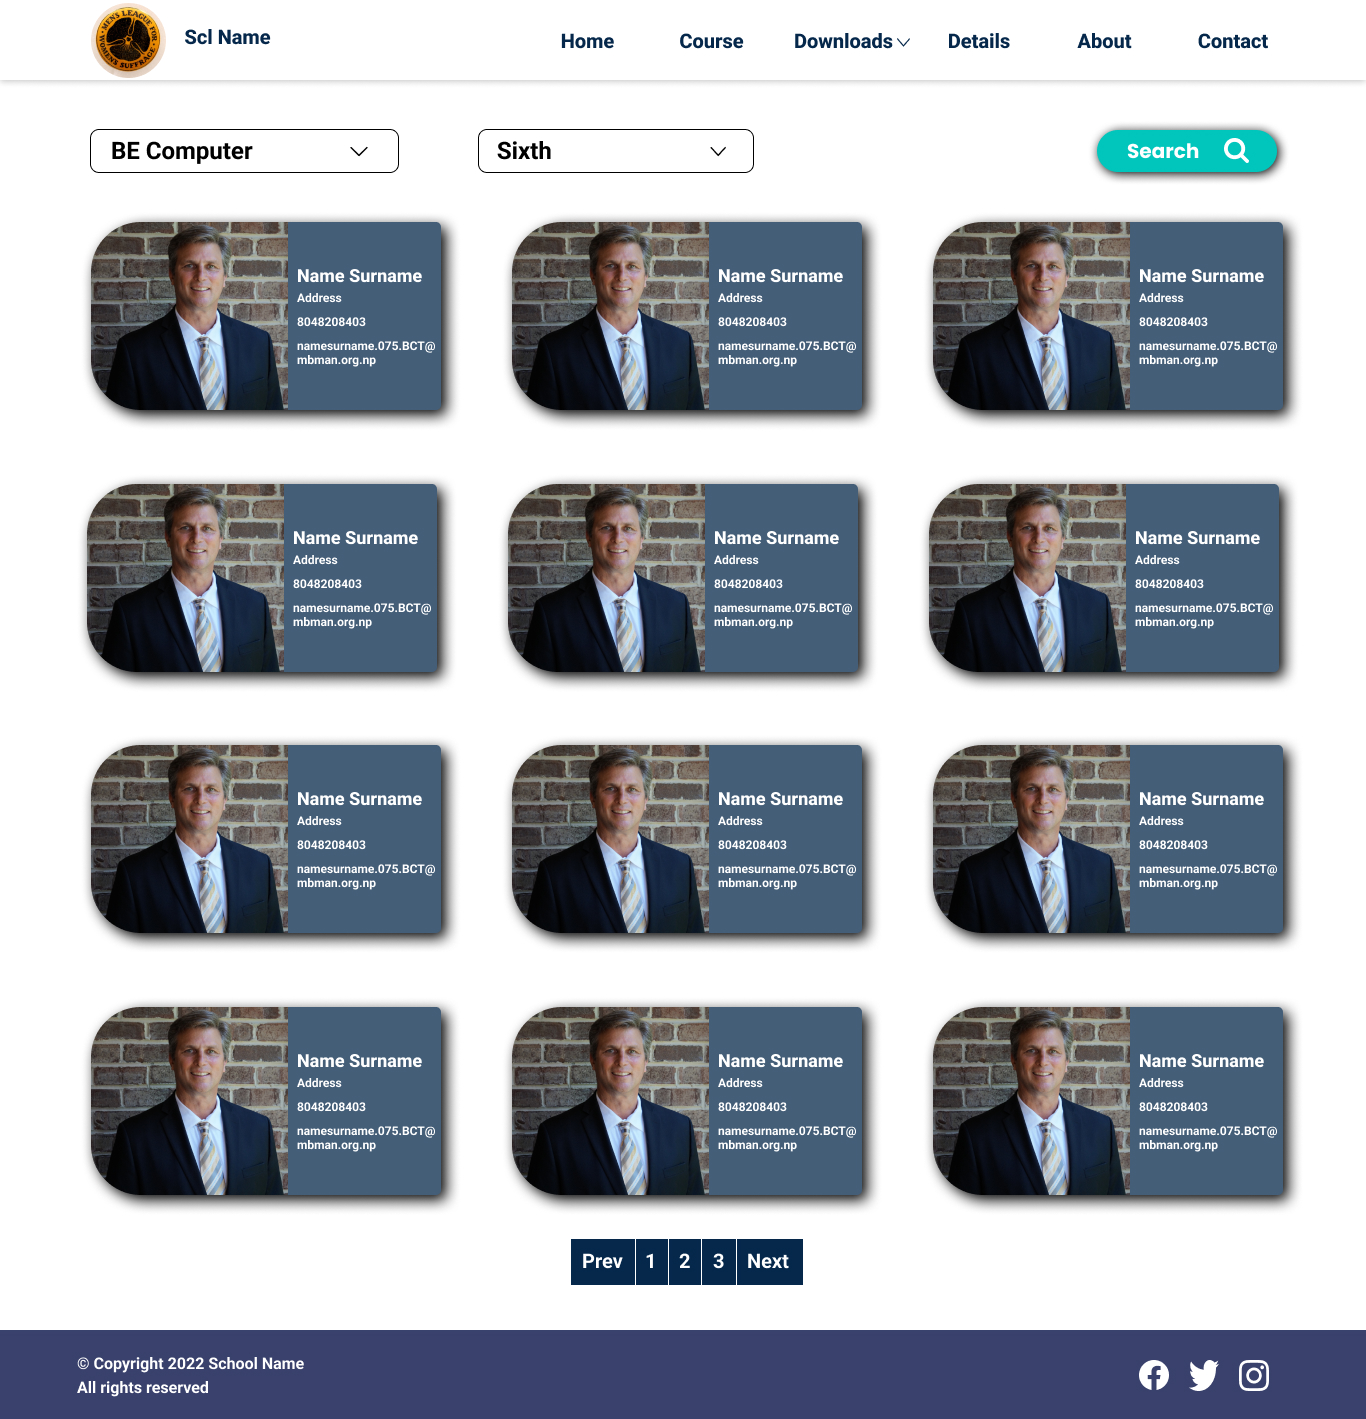 MEN'S LEAGUE FOR
WOMEN'S SUFFRAGE
Scl Name
Home Course Downloads Details About Contact
BE Computer Sixth Search
Name Surname Name Surname Name Surname
Address Address Address
8048208403 8048208403 8048208403
namesurname.075.BCT@ namesurname.075.BCT@ namesurname.075.BCT@
mbman.org.np mbman.org.np mbman.org.np
Name Surname Name Surname Name Surname
Address Address Address
8048208403 8048208403 8048208403
namesurname.075.BCT@ namesurname.075.BCT@ namesurname.075.BCT@
mbman.org.np mbman.org.np mbman.org.np
Name Surname Name Surname Name Surname
Address Address Address
8048208403 8048208403 8048208403
namesurname.075.BCT@ namesurname.075.BCT@ namesurname.075.BCT@
mbman.org.np mbman.org.np mbman.org.np
Name Surname Name Surname Name Surname
Address Address Address
8048208403 8048208403 8048208403
namesurname.075.BCT@ namesurname.075.BCT@ namesurname.075.BCT@
mbman.org.np mbman.org.np mbman.org.np
Prev 1 2 3 Next
© Copyright 2022 School Name
All rights reserved